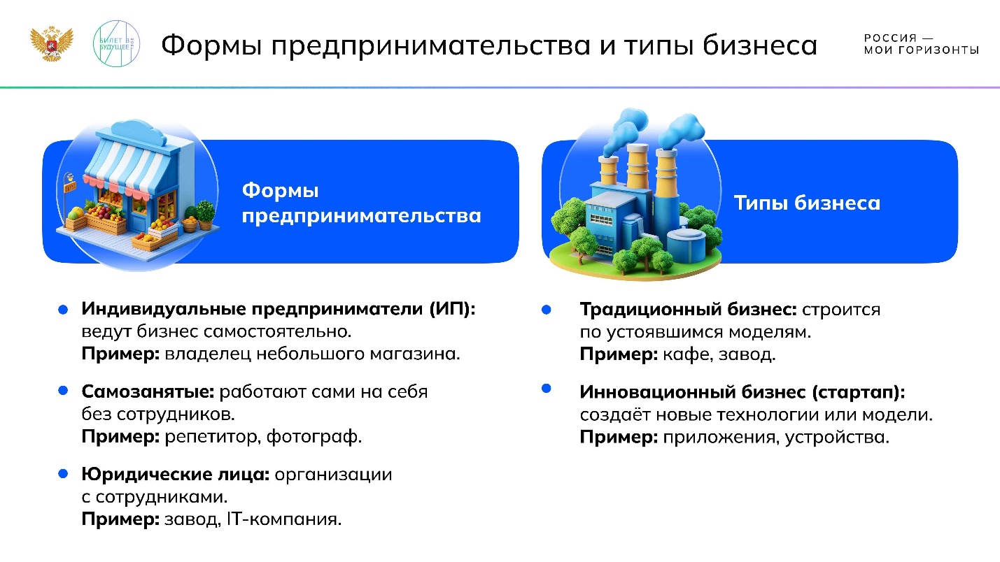 БИЛЕТ В
БУДУЩЕЕ
ТВОЁ
Формы предпринимательства и типы бизнеса
РОССИЯ —
МОИ ГОРИЗОНТЫ
Формы
предпринимательства
Индивидуальные предприниматели (ИП):
ведут бизнес самостоятельно.
Пример: владелец небольшого магазина.
Самозанятые: работают сами на себя
без сотрудников.
Пример: репетитор, фотограф.
Юридические лица: организации
с сотрудниками.
Пример: завод, IT-компания.
Типы бизнеса
Традиционный бизнес: строится
по устоявшимся моделям.
Пример: кафе, завод.
Инновационный бизнес (стартап):
создаёт новые технологии или модели.
Пример: приложения, устройства.